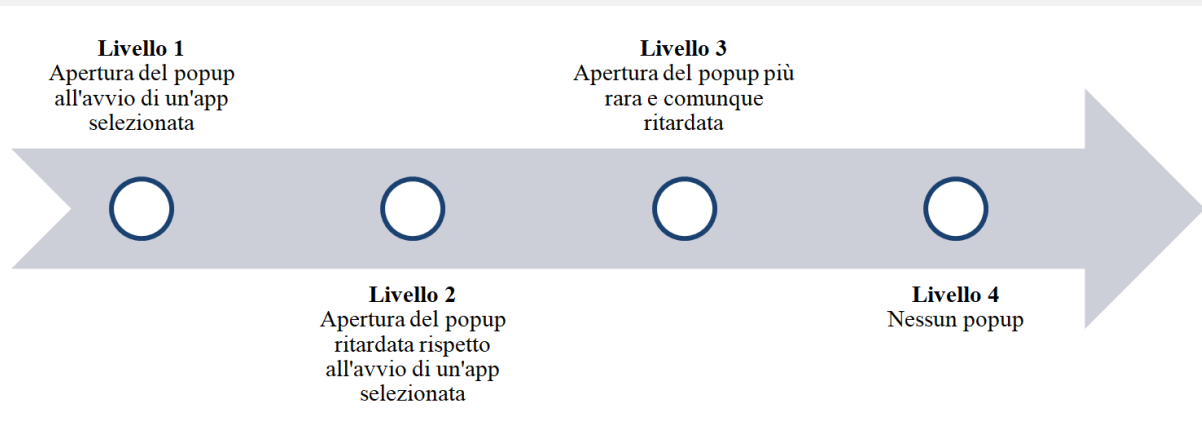 Livello 1
Apertura del popup
all'avvio di un'app
selezionata
Livello 2
Apertura del popup
ritardata rispetto
all'avvio di un'app
selezionata
Livello 3
Apertura del popup più
rara e comunque
ritardata
Livello 4
Nessun popup